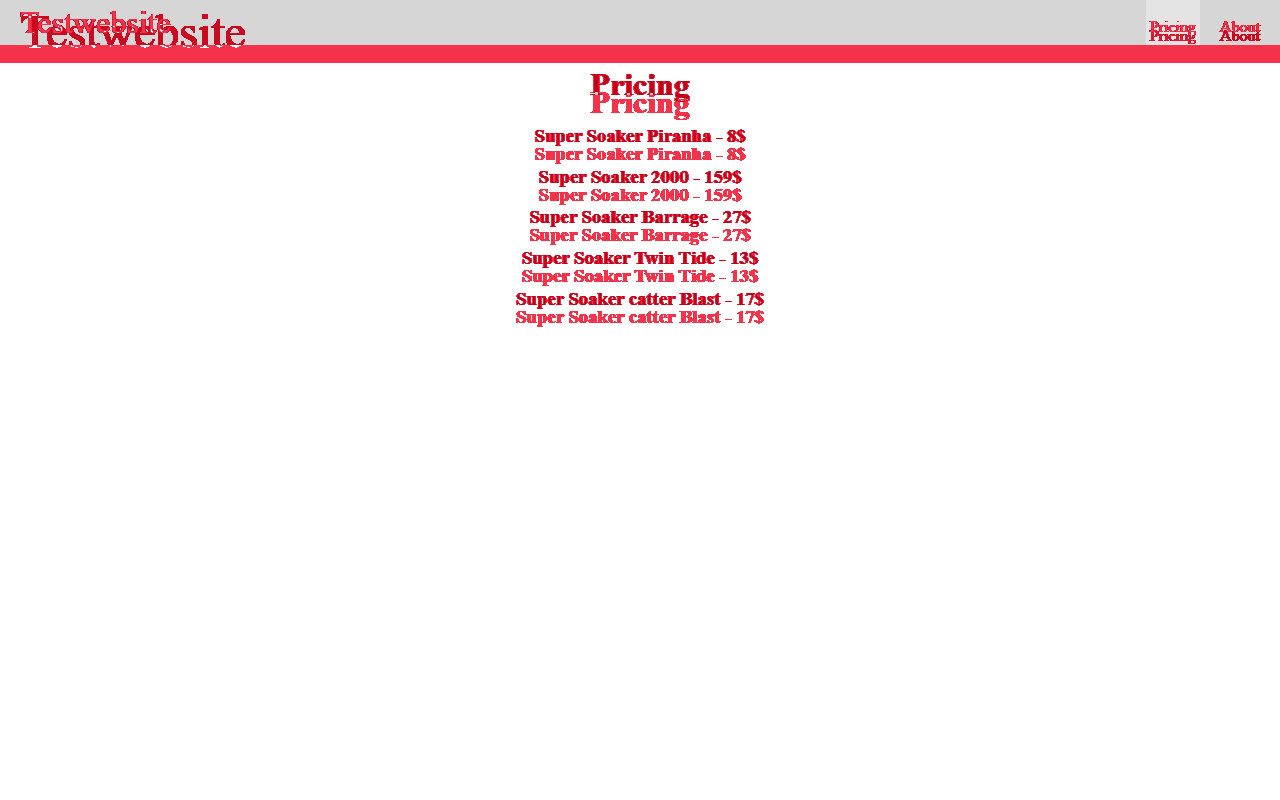 Testwebsite
Testwebsite
Pricing About
Pricing About
Pricing
Pricing
Super Soaker Piranha - 8$
Super Soaker Piranha - 8$
Super Soaker 2000 - 159$
Super Soaker 2000 - 159$
Super Soaker Barrage - 27$
Super Soaker Barrage - 27$
Super Soaker Twin Tide - 13$
Super Soaker Twin Tide - 13$
Super Soaker catter Blast - 17$
Super Soaker catter Blast - 17$